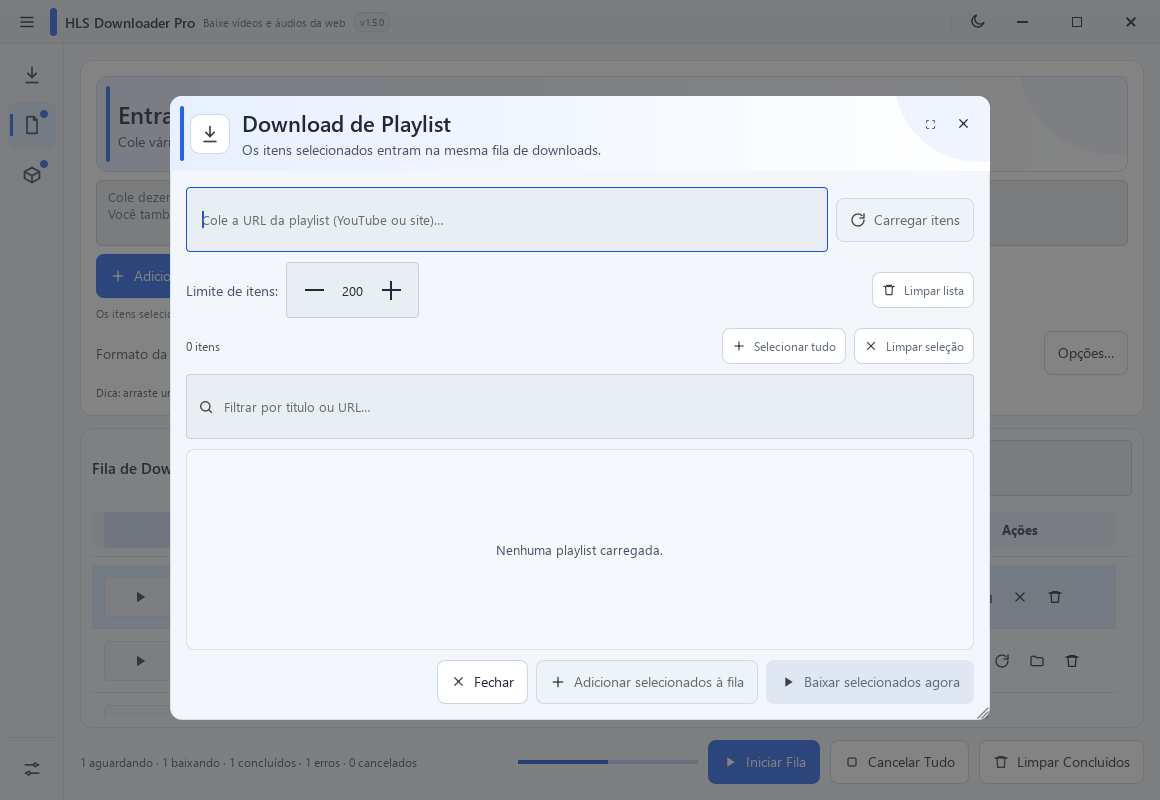 HLS Downloader Pro Baixe vídeos e áudios da web v1.5.0
Entra
Cole vári
Cole dezen
Você tamb
Adicio
Os itens seleci
Formato da
Opções...
Dica: arraste ur
Fila de Dow
Ações
Download de Playlist
Os itens selecionados entram na mesma fila de downloads.
Cole a URL da playlist (YouTube ou site)...
Carregar itens
Limite de itens: 200
Limpar lista
0 itens
Selecionar tudo
Limpar seleção
Filtrar por título ou URL...
Nenhuma playlist carregada.
Fechar
Adicionar selecionados à fila
Baixar selecionados agora
1 aguardando · 1 baixando · 1 concluídos · 1 erros · 0 cancelados
Iniciar Fila
Cancelar Tudo
Limpar Concluídos